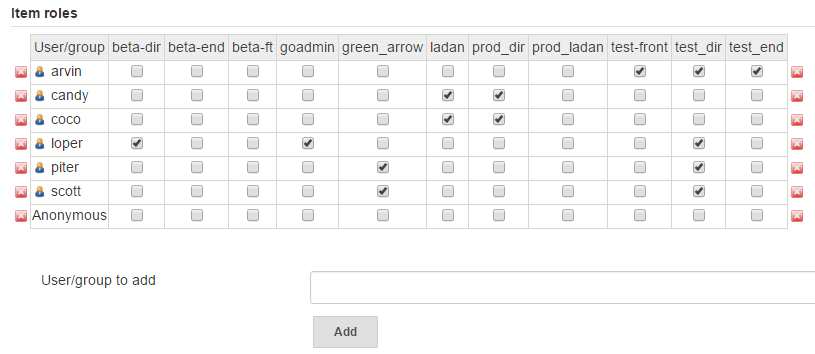 Item roles
User/group beta-dir beta-end beta-ft goadmin green_arrow ladan prod_dir prod_ladan test-front test_dir test_end
arvin
candy
coco
loper
piter
scott
Anonymous
User/group to add
Add